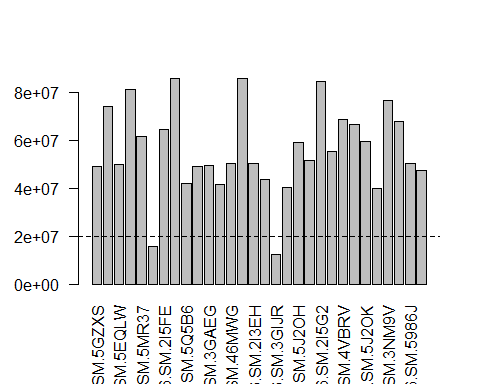 8e+07
6e+07
4e+07
2e+07
0e+00
SM.5GZXS
SM.5EQLW
SM.5MR37
.SM.2I5FE
SM.5Q5B6
SM.3GAEG
SM.46MWG
.SM.2I3EH
.SM.3GIJR
SM.5J2OH
.SM.2I5G2
SM.4VBRV
SM.5J2OK
SM.3NM9V
.SM.5986J